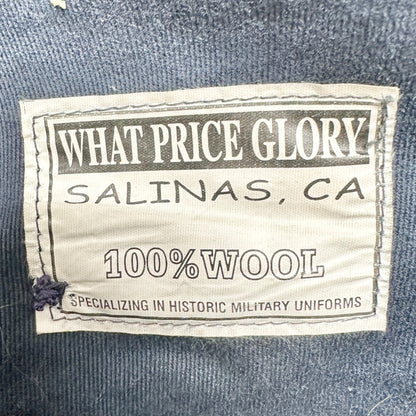 WHAT PRICE GLORY
SALINAS, CA
100% WOOL
SPECIALIZING IN HISTORIC MILITARY UNIFORMS